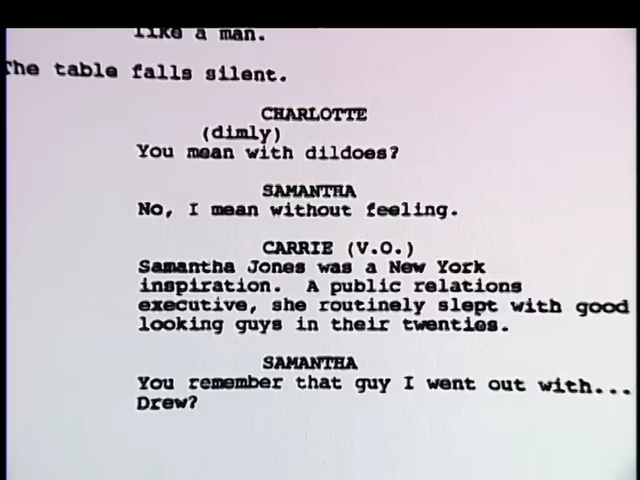 like a man.
The table falls silent.
CHARLOTTE
(dimly)
You mean with dildoes?
SAMANTHA
No, I mean without feeling.
CARRIE (V.O.)
Samantha Jones was a New York
inspiration. A public relations
executive, she routinely slept with good
looking guys in their twenties.
SAMANTHA
You remember that guy I went out with...
Drew?